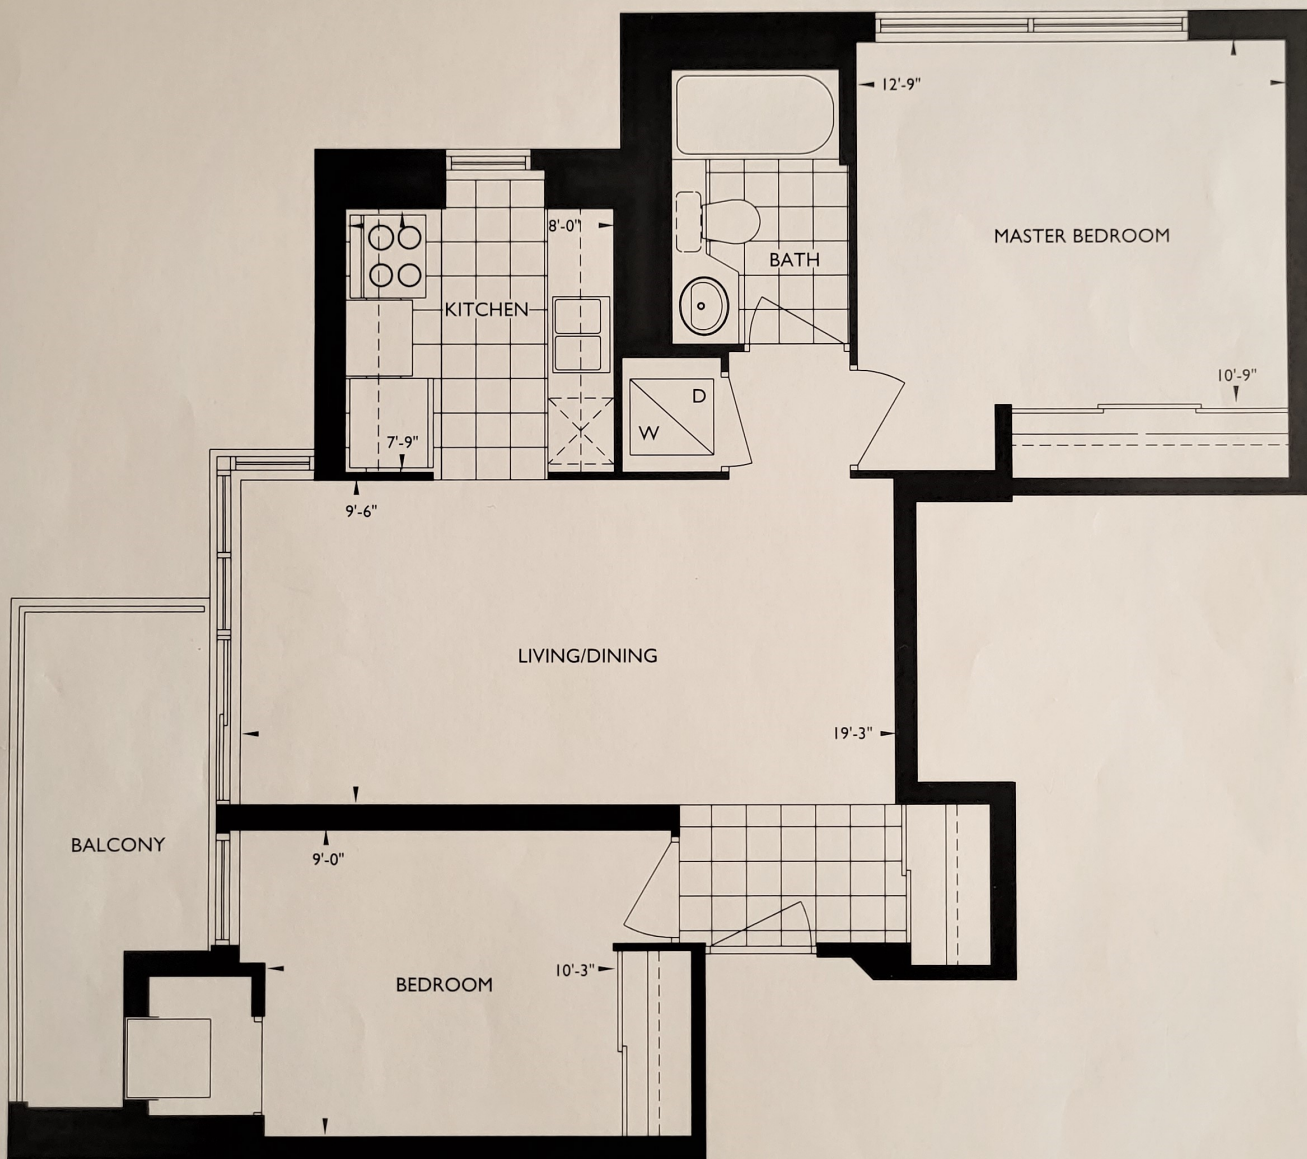 12'-9"
MASTER BEDROOM
10'-9"
BATH
8'-0"
KITCHEN
7'-9"
D
W
9'-6"
LIVING/DINING
19'-3"
BALCONY
9'-0"
BEDROOM
10'-3"